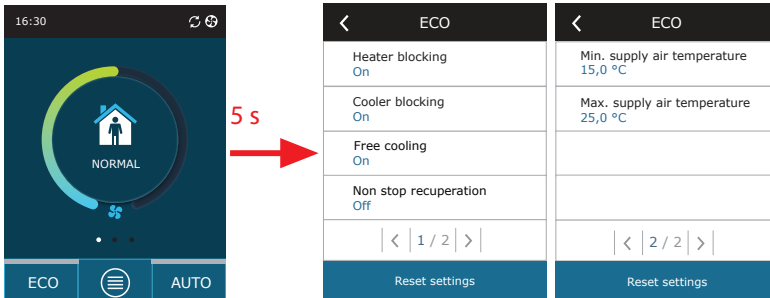 16:30
NORMAL
ECO
AUTO
5 s
ECO
Heater blocking
On
Cooler blocking
On
Free cooling
On
Non stop recuperation
Off
1 / 2
Reset settings
ECO
Min. supply air temperature
15,0 °C
Max. supply air temperature
25,0 °C
2 / 2
Reset settings